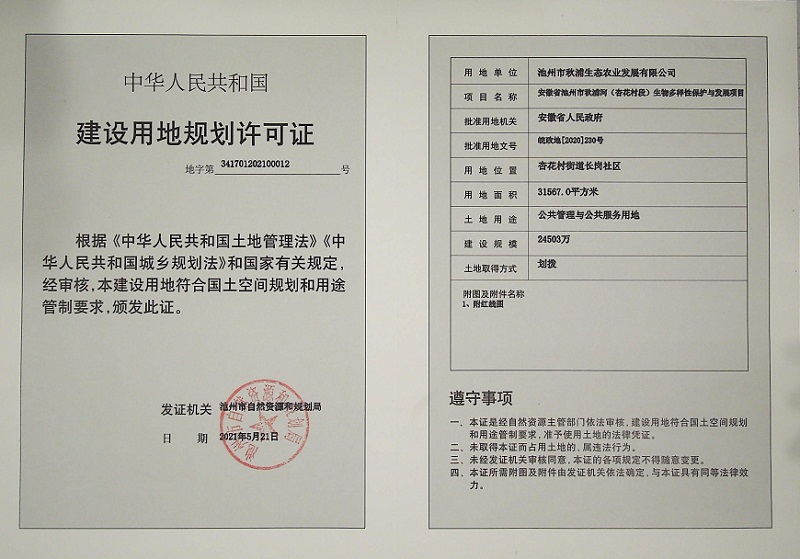 中华人民共和国
建设用地规划许可证
地字第 341701202100012 号
根据《中华人民共和国土地管理法》《中
华人民共和国城乡规划法》和国家有关规定，
经审核，本建设用地符合国土空间规划和用途
管制要求，颁发此证。
发证机关 池州市自然资源和规划局
日 期 2021年5月21日
池州市自然资源和规划局
用地单位 池州市秋浦生态农业发展有限公司
项目名称 安徽省池州市秋浦河（杏花村段）生物多样性保护与发展项目
批准用地机关 安徽省人民政府
批准用地文号 皖政地[2020]230号
用地位置 杏花村街道长岗社区
用地面积 31567.0平方米
土地用途 公共管理与公共服务用地
建设规模 24503万
土地取得方式 划拨
附图及附件名称
1、附红线图
遵守事项
一、本证是经自然资源主管部门依法审核，建设用地符合国土空间规划
和用途管制要求，准予使用土地的法律凭证。
二、未取得本证而占用土地的，属违法行为。
三、未经发证机关审核同意，本证的各项规定不得随意变更。
四、本证所需附图及附件由发证机关依法确定，与本证具有同等法律效
力。